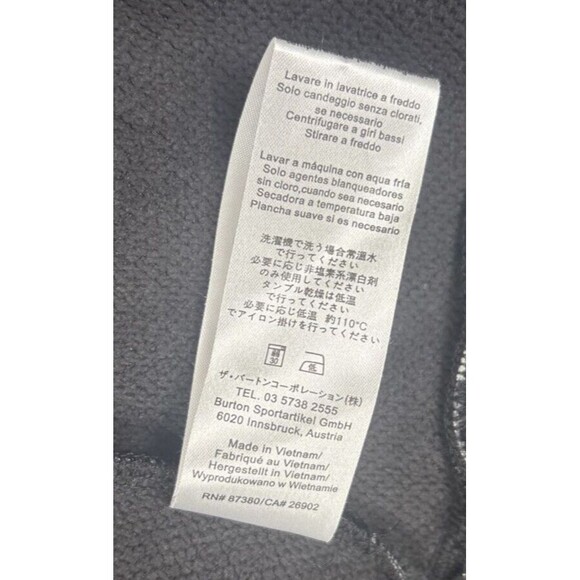 Lavare in lavatrice a freddo
Solo candeggio senza clorati,
se necessario
Centrifugare a giri bassi
Stirare a freddo
Lavar a máquina con aqua fría
Solo agentes blanqueadores
sin cloro,cuando sea necesario
Secadora a temperatura baja
Plancha suave si es necesario
洗濯機で洗う場合常温水
で行ってください
必要に応じ非塩素系漂白剤
のみ使用してください
タンブル乾燥は低温
で行ってください
必要に応じ低温 約110℃
でアイロン掛けを行ってください
弱 30 低
ザ・バートンコーポレーション(株)
TEL. 03 5738 2555
Burton Sportartikel GmbH
6020 Innsbruck, Austria
Made in Vietnam/
Fabriqué au Vietnam/
Hergestellt in Vietnam/
Wyprodukowano w Wietnamie
RN# 87380/CA# 26902